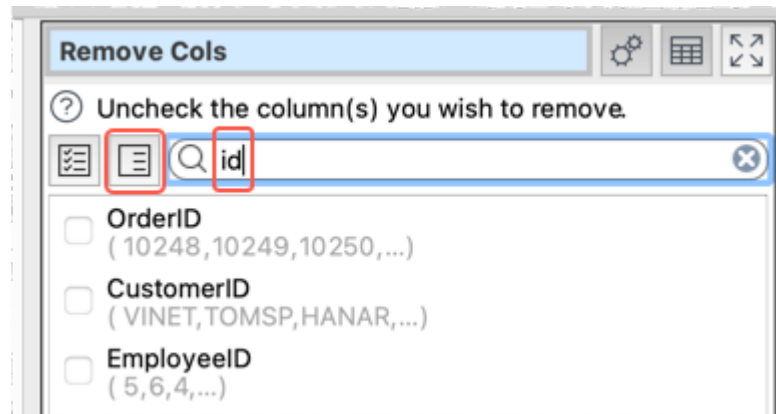 Remove Cols
? Uncheck the column(s) you wish to remove.
id
OrderID
( 10248,10249,10250,...)
CustomerID
( VINET,TOMSP,HANAR,...)
EmployeeID
( 5,6,4,...)